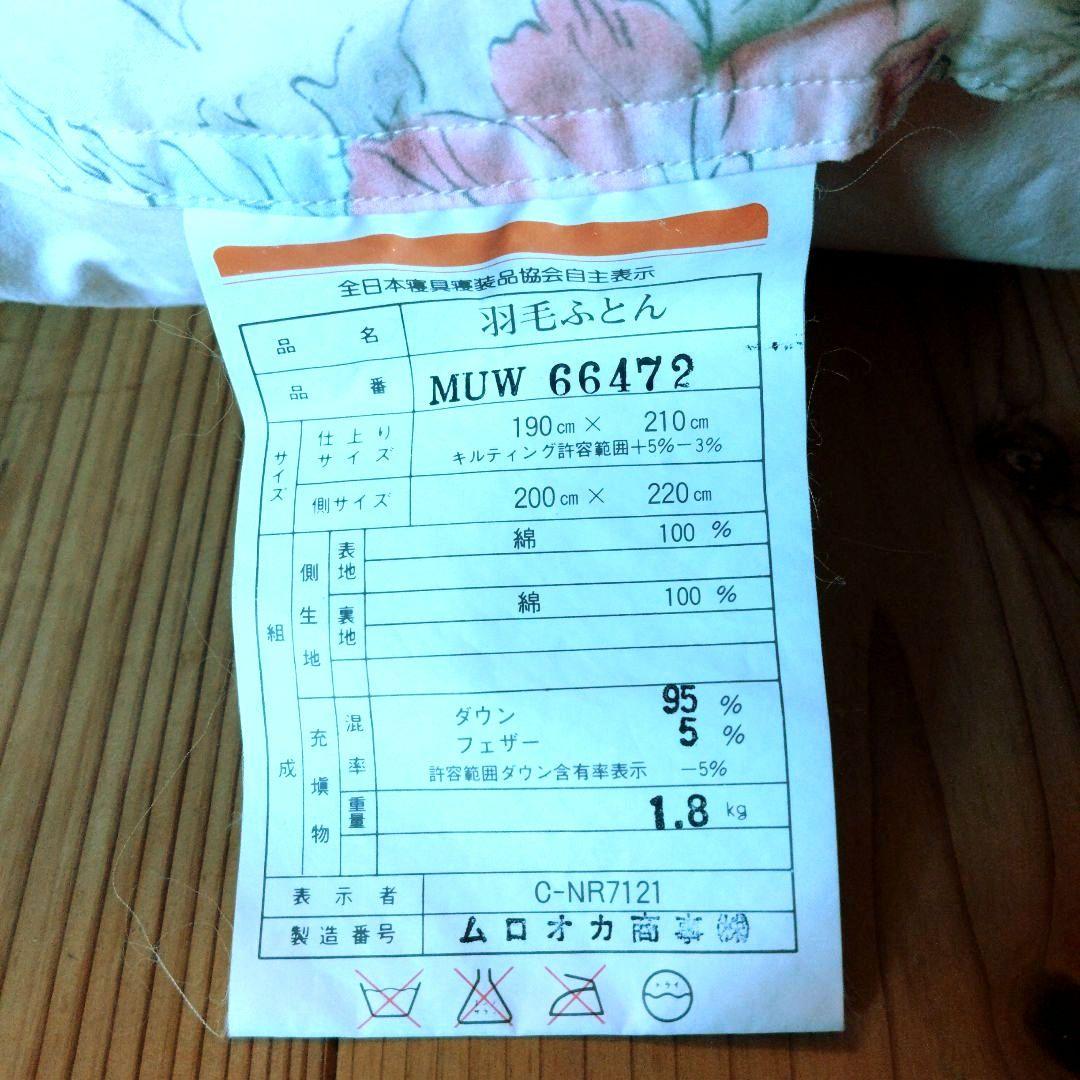 全日本寝具寝装品協会自主表示
品名 羽毛ふとん
品番 MUW 66472
サイズ
仕上りサイズ 190cm × 210cm
キルティング許容範囲+5%-3%
側サイズ 200cm × 220cm
組成
側生地
表地 綿 100 %
裏地 綿 100 %
充填物
混率 ダウン 95 %
フェザー 5 %
許容範囲ダウン含有率表示 -5%
重量 1.8 kg
表示者 C-NR7121
製造番号 ムロオカ商事㈱
ドライ